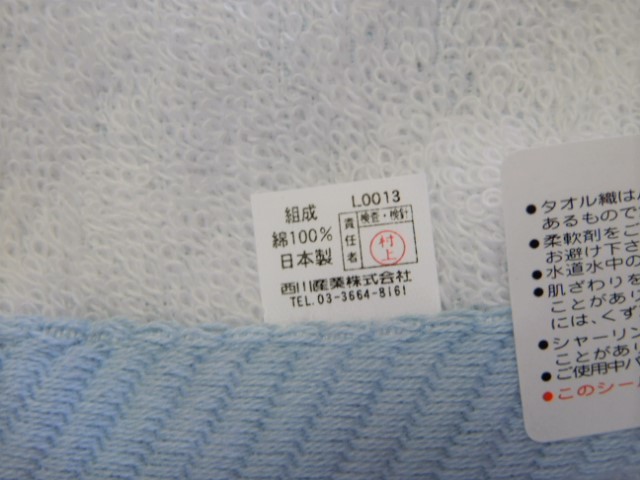 L0013
組成
綿100%
日本製
責任者
検査・検針
村上
西川産業株式会社
TEL.03-3664-8161
●タオル織は
あるもので
●柔軟剤をご
お避け下さ
●水道水中の
●肌ざわりを
ことがあり
には、くず
●シャーリン
ことがあり
●ご使用中
●このシー